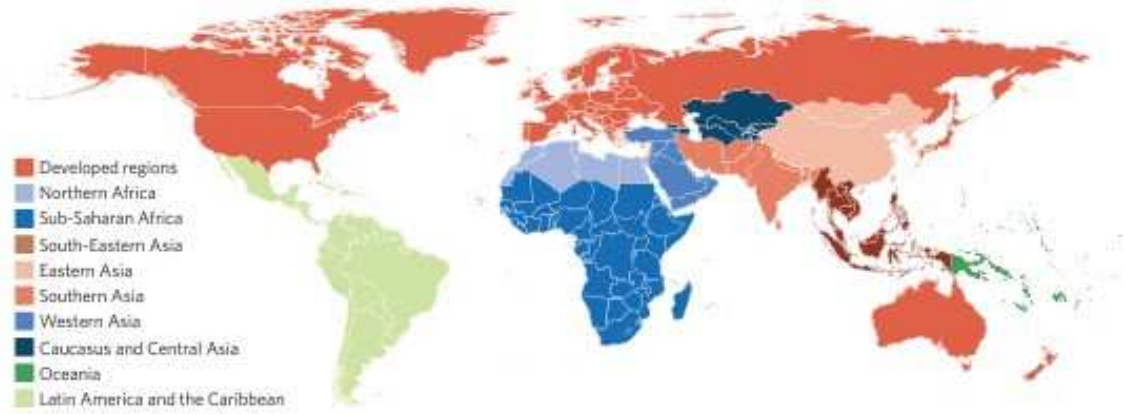 Developed regions
Northern Africa
Sub-Saharan Africa
South-Eastern Asia
Eastern Asia
Southern Asia
Western Asia
Caucasus and Central Asia
Oceania
Latin America and the Caribbean